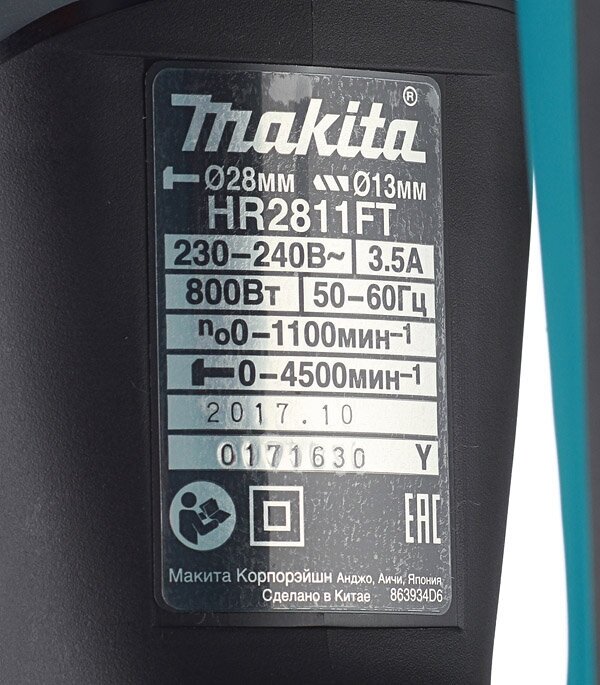 makita ®
Ø28мм Ø13мм
HR2811FT
230-240В~ 3.5А
800Вт 50-60Гц
n₀0-1100мин⁻¹
0-4500мин⁻¹
2017.10
0171630 Y
EAC
Макита Корпорэйшн Анджо, Аичи, Япония
Сделано в Китае 863934D6